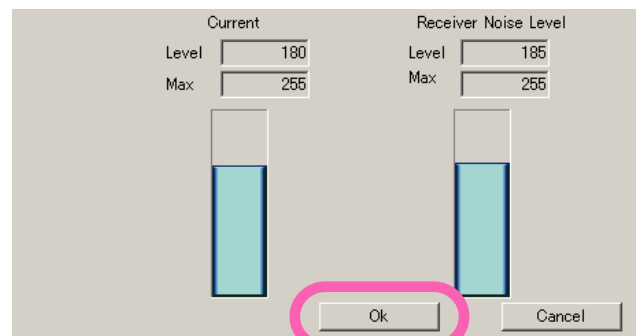 Current Receiver Noise Level
Level 180 Level 185
Max 255 Max 255
Ok Cancel